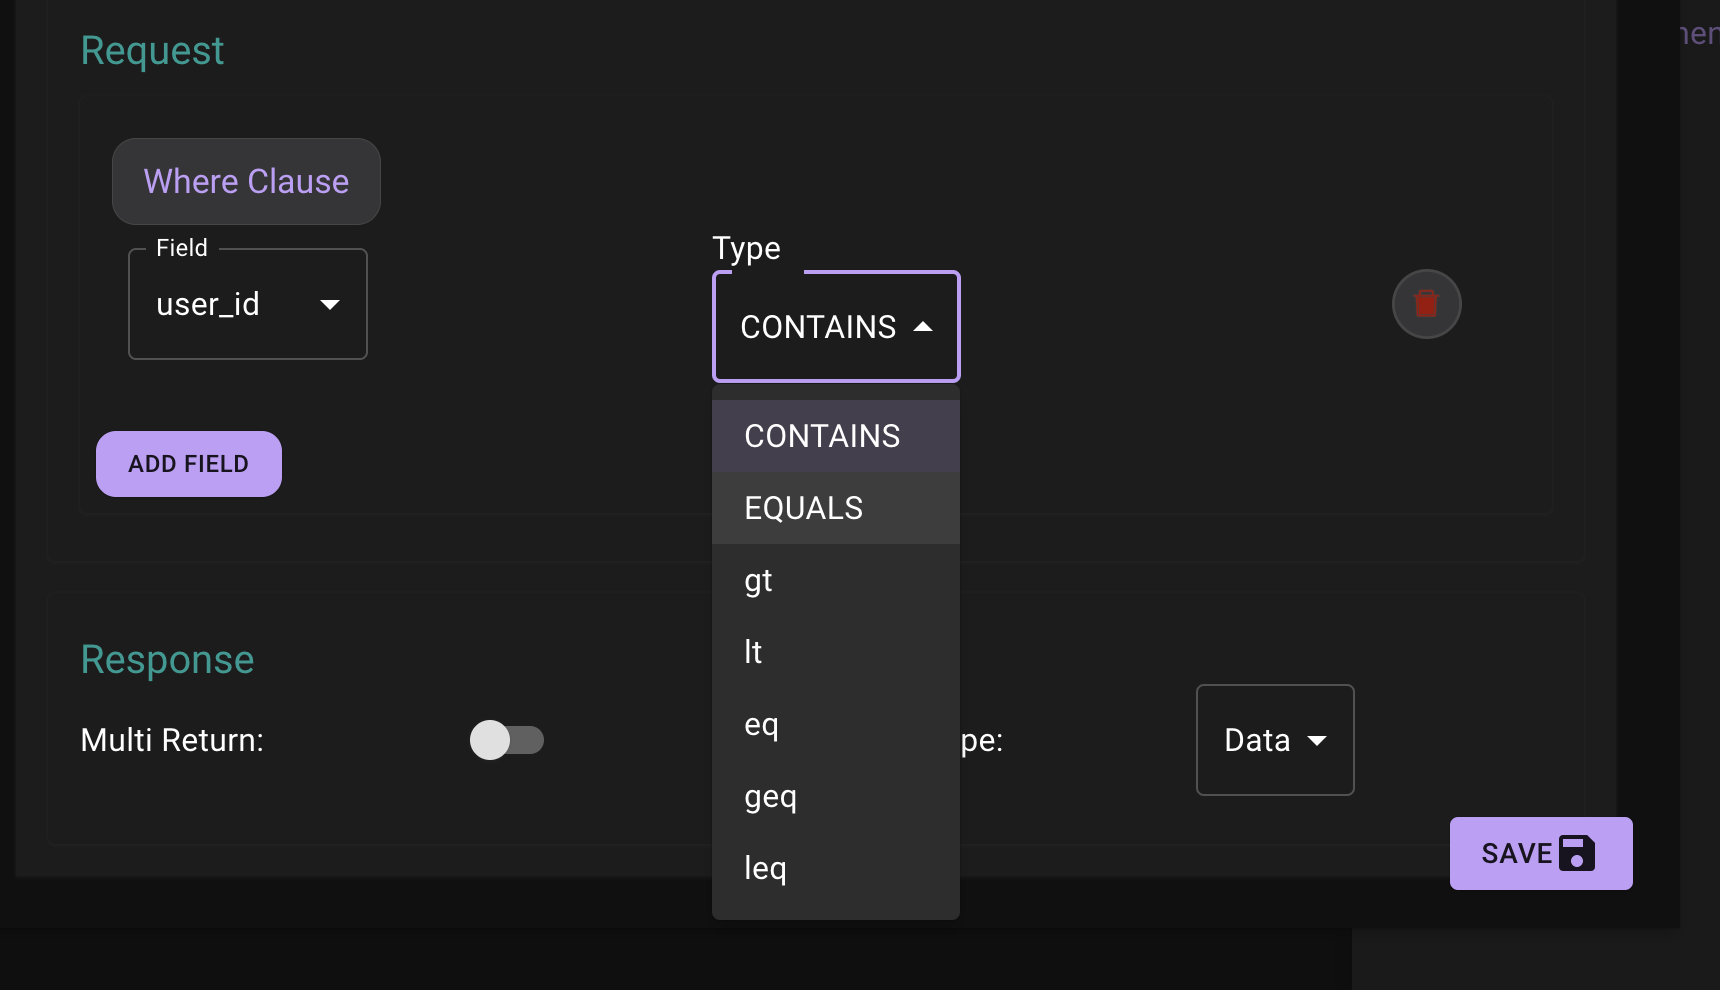 Request
Where Clause
Field
user_id
Type
CONTAINS
CONTAINS
EQUALS
gt
lt
eq
geq
leq
ADD FIELD
Response
Multi Return:
pe:
Data
SAVE